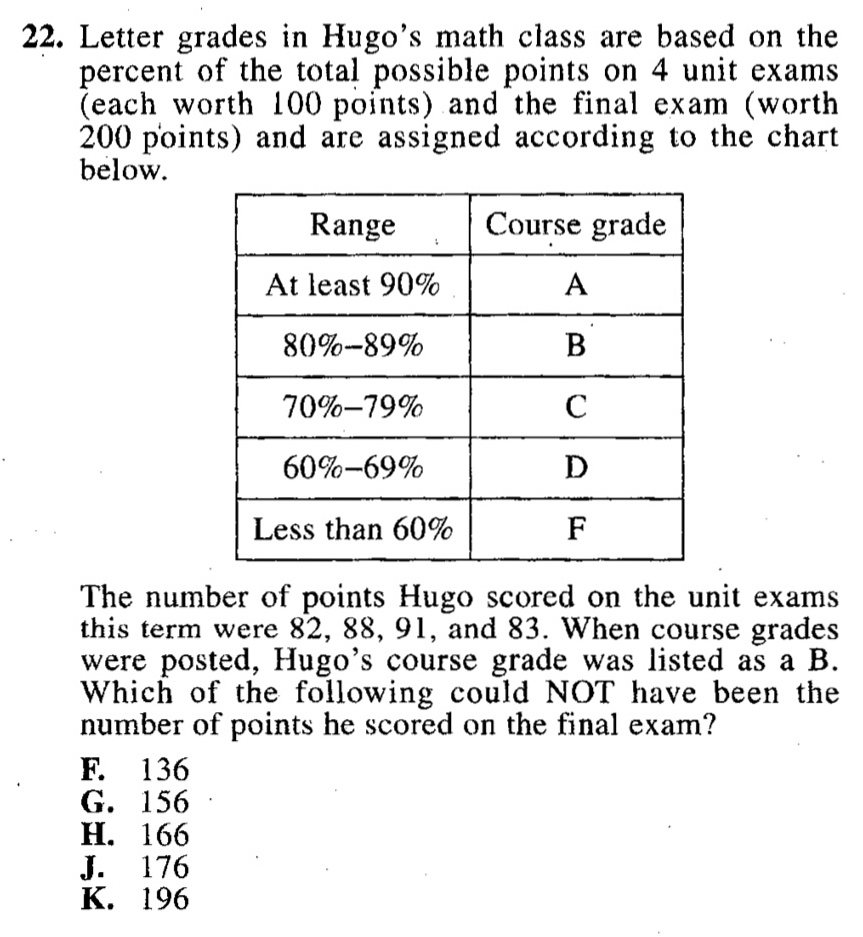 22. Letter grades in Hugo's math class are based on the
percent of the total possible points on 4 unit exams
(each worth 100 points) and the final exam (worth
200 points) and are assigned according to the chart
below.
Range Course grade
At least 90% A
80%–89% B
70%–79% C
60%–69% D
Less than 60% F
The number of points Hugo scored on the unit exams
this term were 82, 88, 91, and 83. When course grades
were posted, Hugo's course grade was listed as a B.
Which of the following could NOT have been the
number of points he scored on the final exam?
F. 136
G. 156
H. 166
J. 176
K. 196